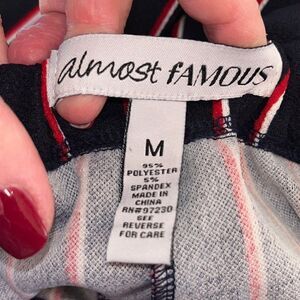 almost fAMOUS
M
95%
POLYESTER
5%
SPANDEX
MADE IN
CHINA
RN#97230
SEE
REVERSE
FOR CARE